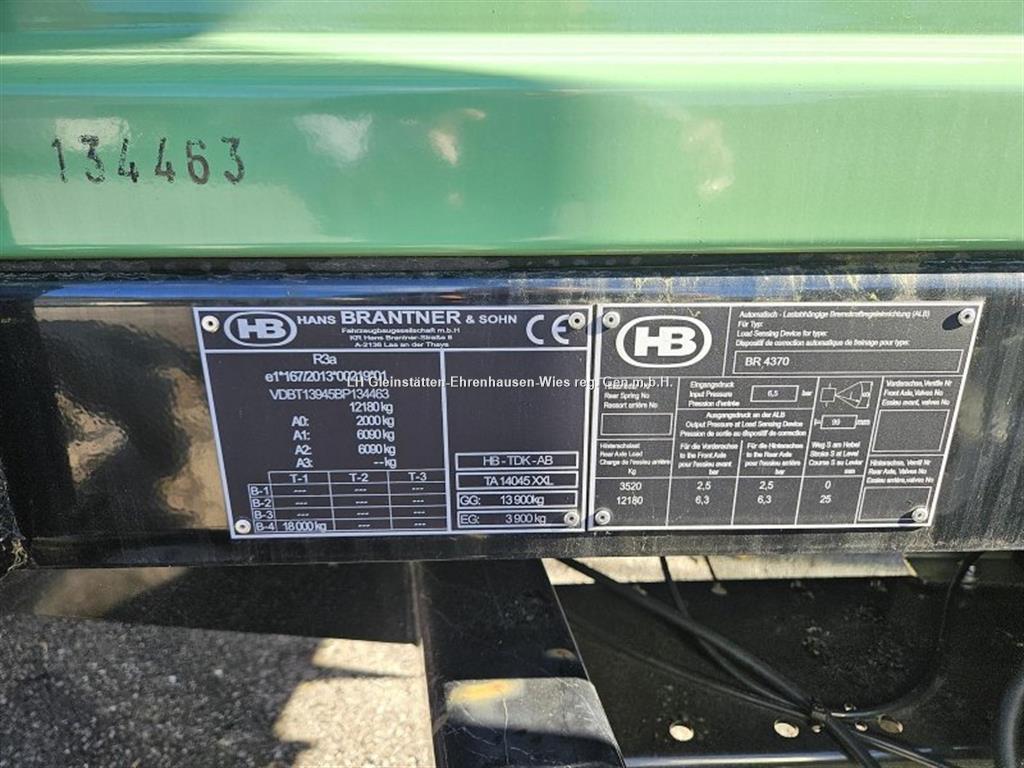 134463
HB HANS BRANTNER & SOHN CE
Fahrzeugbaugesellschaft m.b.H
KR Hans Brantner-Straße 8
A-2136 Laa an der Thaya
R3a
e1*167/2013*00219*01
VDBT13945BP134463
12180 kg
A0: 2000 kg
A1: 6090 kg
A2: 6090 kg
A3: -- kg
T-1 T-2 T-3
B-1 --- --- ---
B-2 --- --- ---
B-3 --- --- ---
B-4 18 000 kg --- ---
HB - TDK - AB
TA 14045 XXL
GG: 13 900kg
EG: 3 900 kg
LH Gleinstätten-Ehrenhausen-Wies reg. Gen.m.b.H.
HB
Automatisch - Lastabhängige Bremskraftregeleinrichtung (ALB)
Für Typ:
Load Sensing Device for type:
Dispositif de correction automatique de freinage pour type:
BR 4370
Rear Spring No
Ressort arrière No
Eingangsdruck
Input Pressure
Pression d'entrée
6,5 bar
Ausgangsdruck an der ALB
Output Pressure at Load Sensing Device
Pression de sortie au dispositif de correction
l= 99 mm
Vorderachse, Ventile Nr
Front Axle, Valves No
Essieu avant, valves No
Hinterachslast
Rear Axle Load
Charge de l'essieu arrière
Kg
Für die Vorderachse
to the Front Axle
pour l'essieu avant
bar
Für die Hinterachse
to the Rear Axle
pour l'essieu arrière
bar
Weg S am Hebel
Stroke S at Level
Course S au Levier
mm
Hinterachse, Ventilen Nr
Rear Axle, Valves No
Essieu arrière, valves No
3520 2,5 2,5 0
12180 6,3 6,3 25